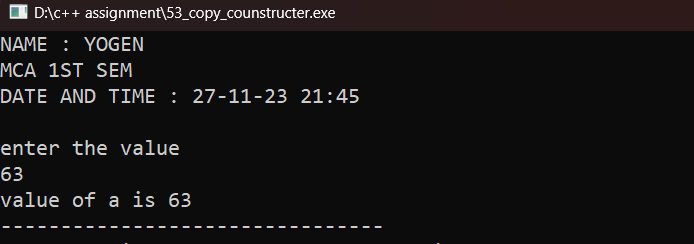 D:\c++ assignment\53_copy_counstructer.exe
NAME : YOGEN
MCA 1ST SEM
DATE AND TIME : 27-11-23 21:45
enter the value
63
value of a is 63
--------------------------------